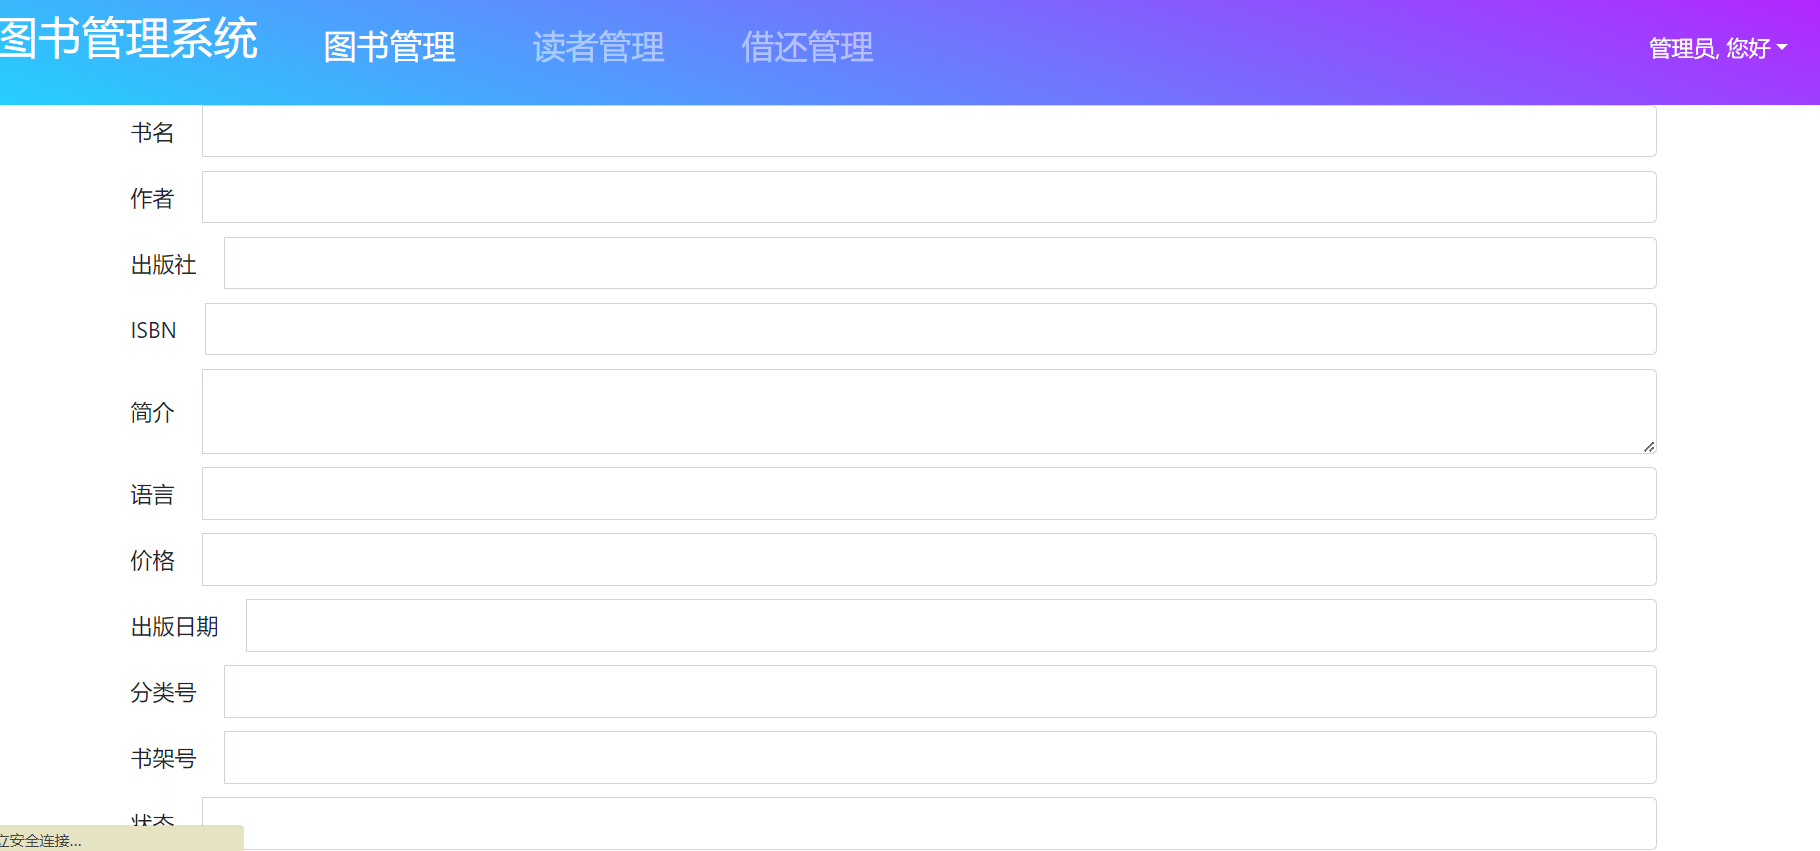 图书管理系统 图书管理 读者管理 借还管理 管理员, 您好
书名
作者
出版社
ISBN
简介
语言
价格
出版日期
分类号
书架号
状态
立安全连接...